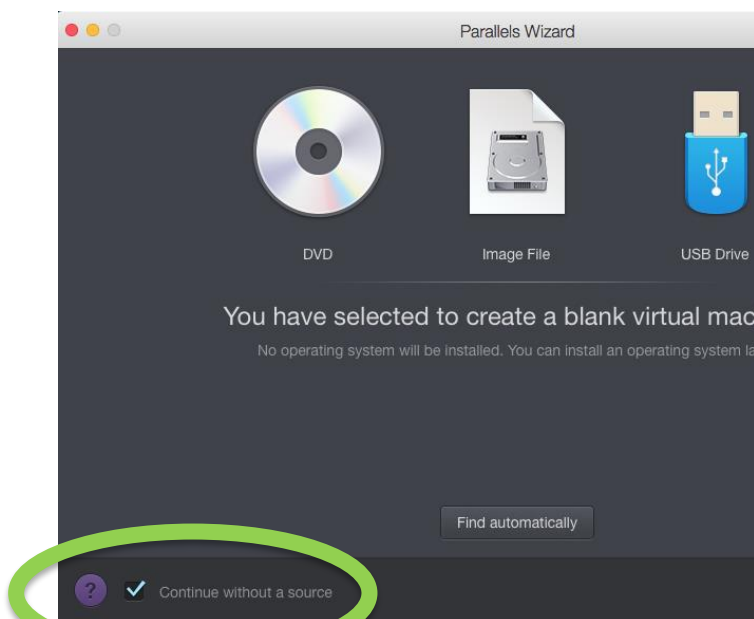 Parallels Wizard
DVD
Image File
USB Drive
You have selected to create a blank virtual mac
No operating system will be installed. You can install an operating system la
Find automatically
? Continue without a source